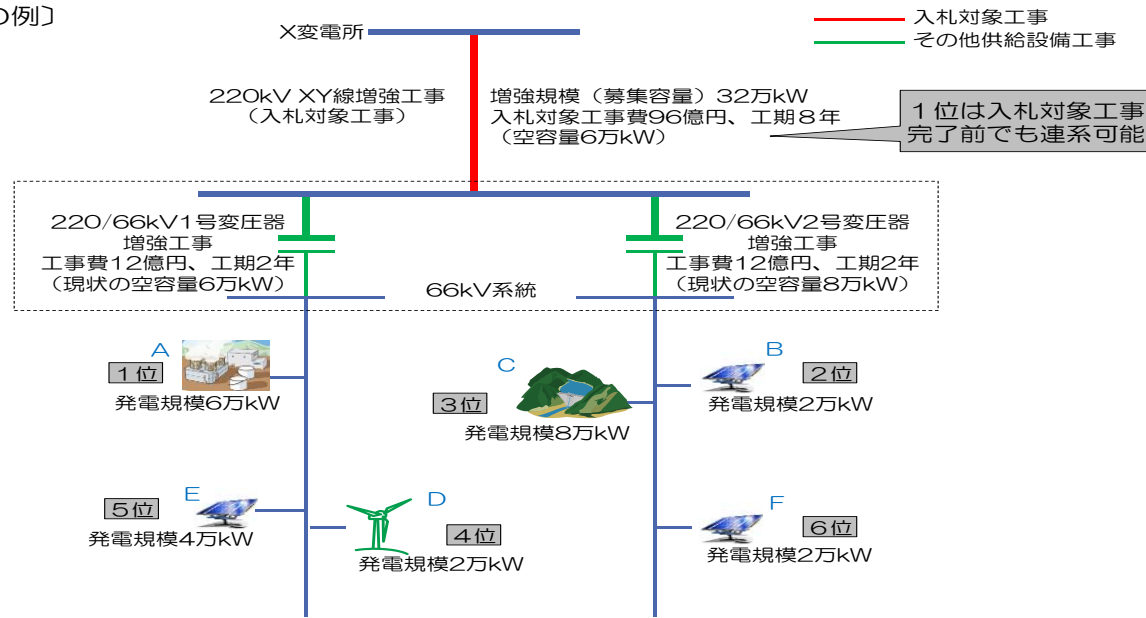 の例〕
X変電所
入札対象工事
その他供給設備工事
220kV XY線増強工事
(入札対象工事)
増強規模(募集容量)32万kW
入札対象工事費96億円、工期8年
(空容量6万kW)
1位は入札対象工事
完了前でも連系可能
220/66kV1号変圧器
増強工事
工事費12億円、工期2年
(現状の空容量6万kW)
220/66kV2号変圧器
増強工事
工事費12億円、工期2年
(現状の空容量8万kW)
66kV系統
A
1位
発電規模6万kW
C
3位
発電規模8万kW
B
2位
発電規模2万kW
E
5位
発電規模4万kW
D
4位
発電規模2万kW
F
6位
発電規模2万kW